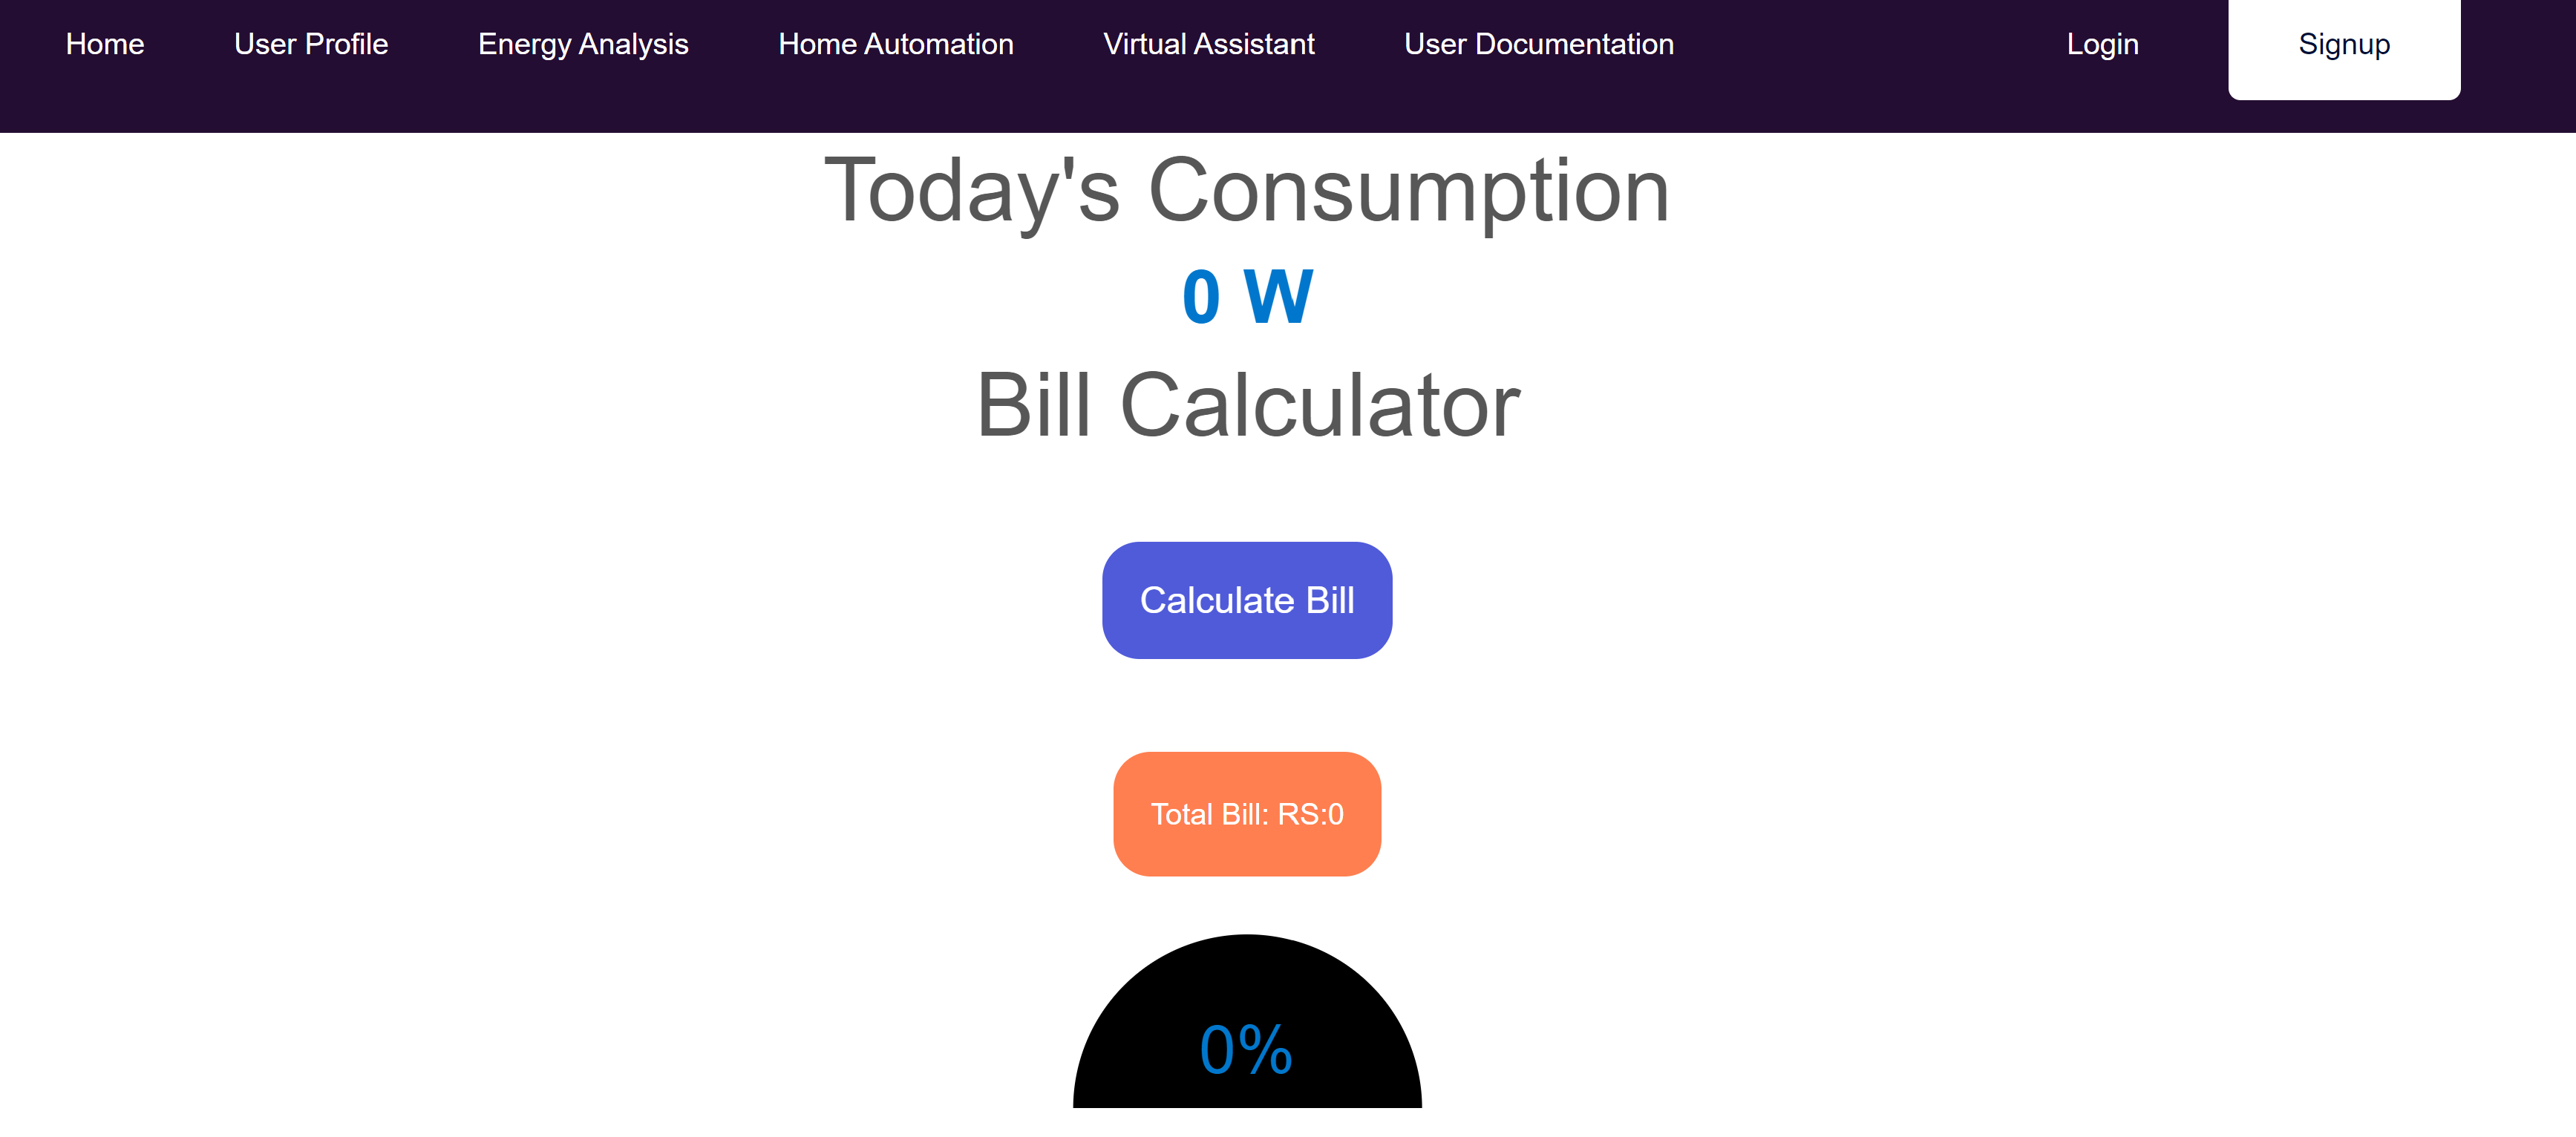 Home User Profile Energy Analysis Home Automation Virtual Assistant User Documentation Login Signup
Today's Consumption
0 W
Bill Calculator
Calculate Bill
Total Bill: RS:0
0%